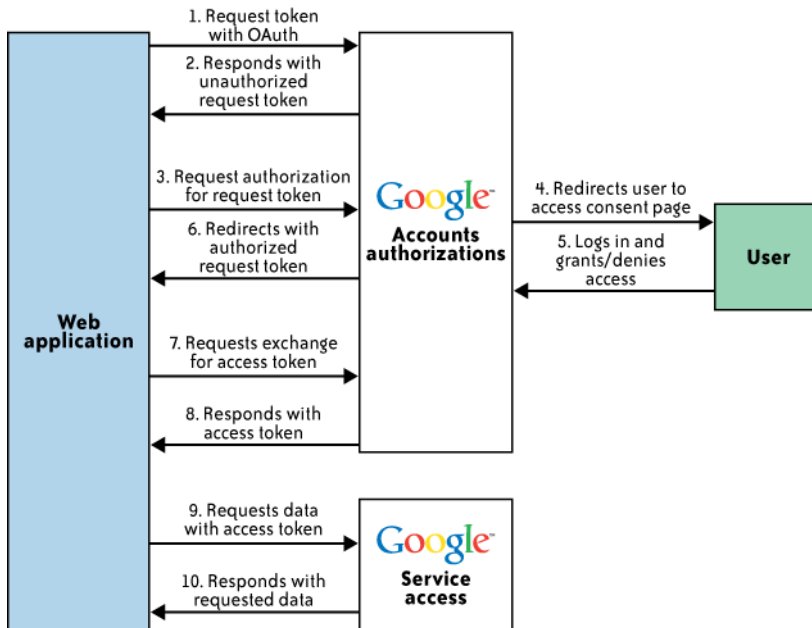 1. Request token
with OAuth
2. Responds with
unauthorized
request token
3. Request authorization
for request token
6. Redirects with
authorized
request token
7. Requests exchange
for access token
8. Responds with
access token
9. Requests data
with access token
10. Responds with
requested data
Web
application
Google™
Accounts
authorizations
4. Redirects user to
access consent page
5. Logs in and
grants/denies
access
User
Google™
Service
access